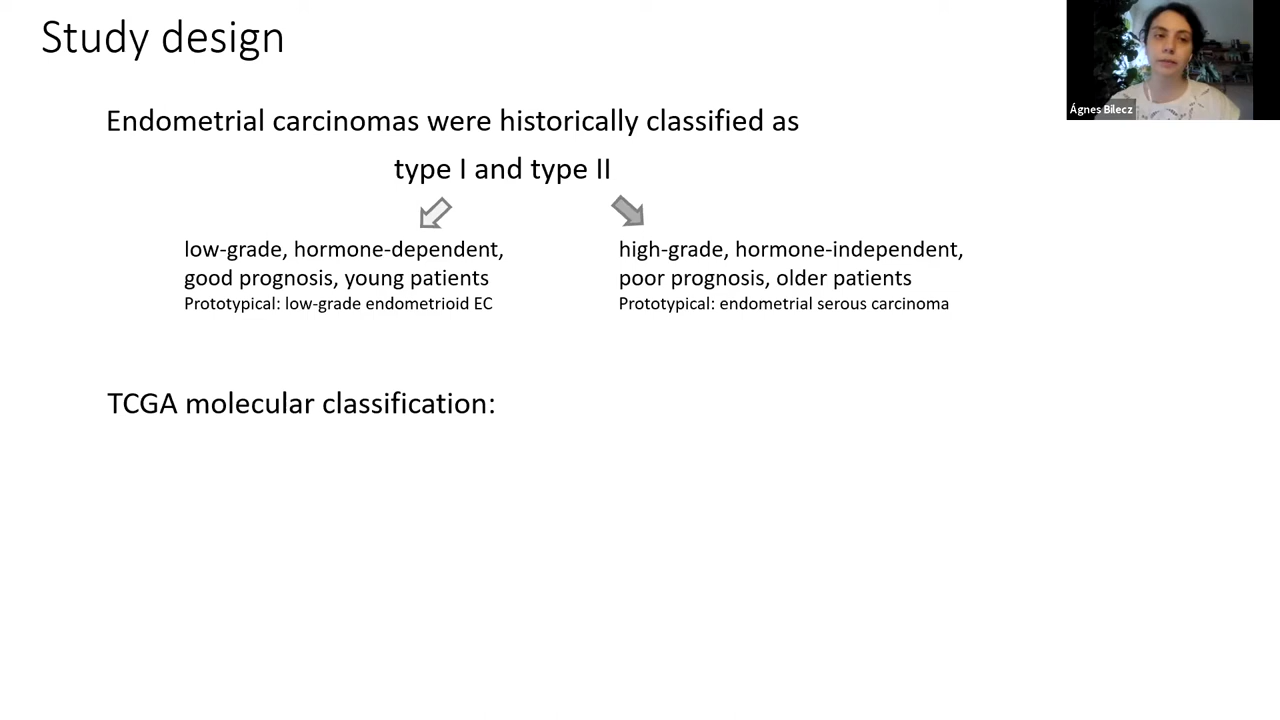 Study design
Ágnes Bilecz
Endometrial carcinomas were historically classified as
type I and type II
low-grade, hormone-dependent,
good prognosis, young patients
Prototypical: low-grade endometrioid EC
high-grade, hormone-independent,
poor prognosis, older patients
Prototypical: endometrial serous carcinoma
TCGA molecular classification: